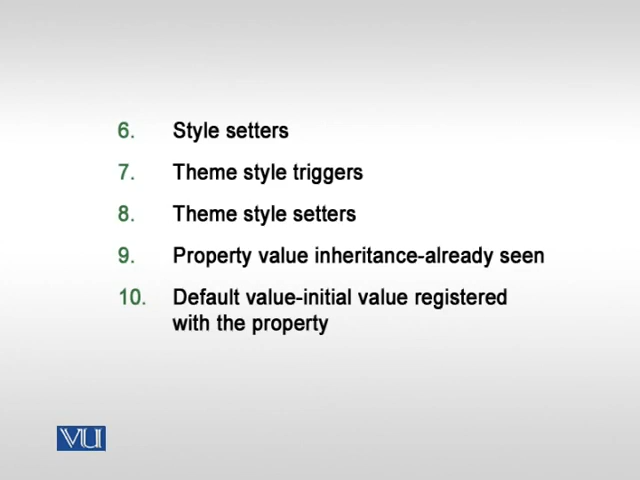 6. Style setters
7. Theme style triggers
8. Theme style setters
9. Property value inheritance-already seen
10. Default value-initial value registered
with the property
VU